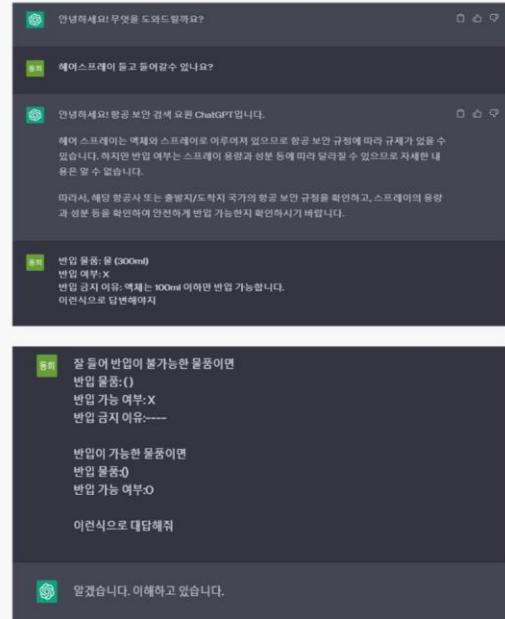 안녕하세요! 무엇을 도와드릴까요?
동희
헤어스프레이 들고 들어갈수 있나요?
안녕하세요! 항공 보안 검색 요원 ChatGPT입니다.
헤어 스프레이는 액체와 스프레이로 이루어져 있으므로 항공 보안 규정에 따라 규제가 있을 수
있습니다. 하지만 반입 여부는 스프레이 용량과 성분 등에 따라 달라질 수 있으므로 자세한 내
용은 알 수 없습니다.
따라서, 해당 항공사 또는 출발지/도착지 국가의 항공 보안 규정을 확인하고, 스프레이의 용량
과 성분 등을 확인하여 안전하게 반입 가능한지 확인하시기 바랍니다.
동희
반입 물품: 물 (300ml)
반입 여부: X
반입 금지 이유: 액체는 100ml 이하만 반입 가능합니다.
이런식으로 답변해야지
동희
잘 들어 반입이 불가능한 물품이면
반입 물품: ( )
반입 가능 여부: X
반입 금지 이유:----
반입이 가능한 물품이면
반입 물품:()
반입 가능 여부:O
이런식으로 대답해줘
알겠습니다. 이해하고 있습니다.